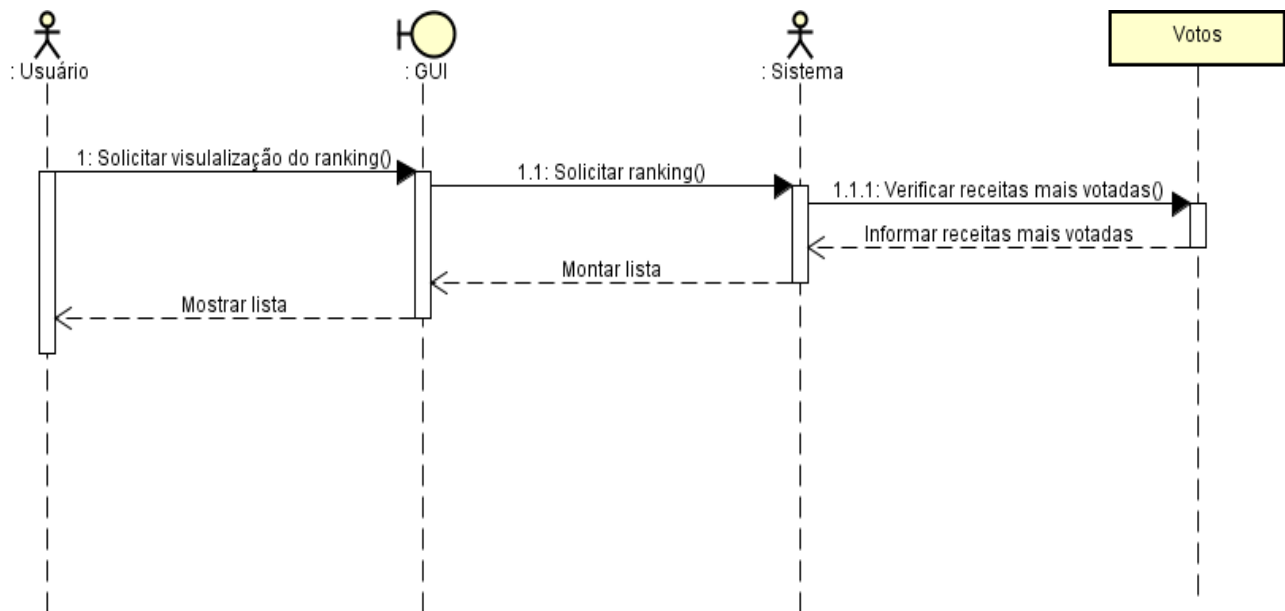 : Usuário
: GUI
: Sistema
Votos
1: Solicitar visulalização do ranking()
1.1: Solicitar ranking()
1.1.1: Verificar receitas mais votadas()
Informar receitas mais votadas
Montar lista
Mostrar lista